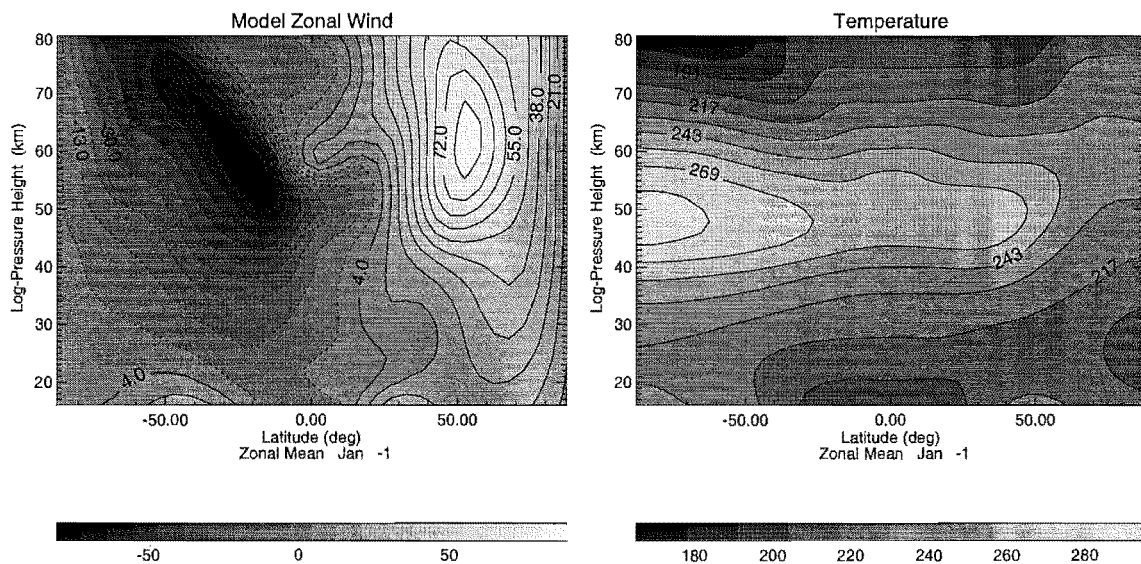 Model Zonal Wind
80
70
60
50
40
30
20
Log-Pressure Height (km)
-13.0
72.0
55.0
38.0
21.0
4.0
4.0
-50.00 0.00 50.00
Latitude (deg)
Zonal Mean Jan -1
-50 0 50
Temperature
80
70
60
50
40
30
20
Log-Pressure Height (km)
191
217
243
269
243
217
-50.00 0.00 50.00
Latitude (deg)
Zonal Mean Jan -1
180 200 220 240 260 280